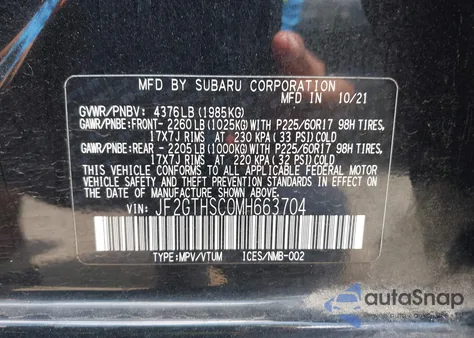 MFD BY SUBARU CORPORATION
MFD IN 10/21
GVWR/PNBV: 4376LB(1985KG)
GAWR/PNBE:FRONT- 2260LB(1025KG)WITH P225/60R17 98H TIRES,
17X7J RIMS AT 230 KPA(33 PSI)COLD
GAWR/PNBE:REAR - 2205LB(1000KG)WITH P225/60R17 98H TIRES,
17X7J RIMS AT 220 KPA(32 PSI)COLD
THIS VEHICLE CONFORMS TO ALL APPLICABLE FEDERAL MOTOR VEHICLE
SAFETY, BUMPER, AND THEFT PREVENTION STANDARDS IN EFFECT ON
THE DATE OF MANUFACTURE SHOWN ABOVE.
VIN: JF2GTHSC0MH663704
TYPE:MPV/VTUM ICES/NMB-002
autoSnap